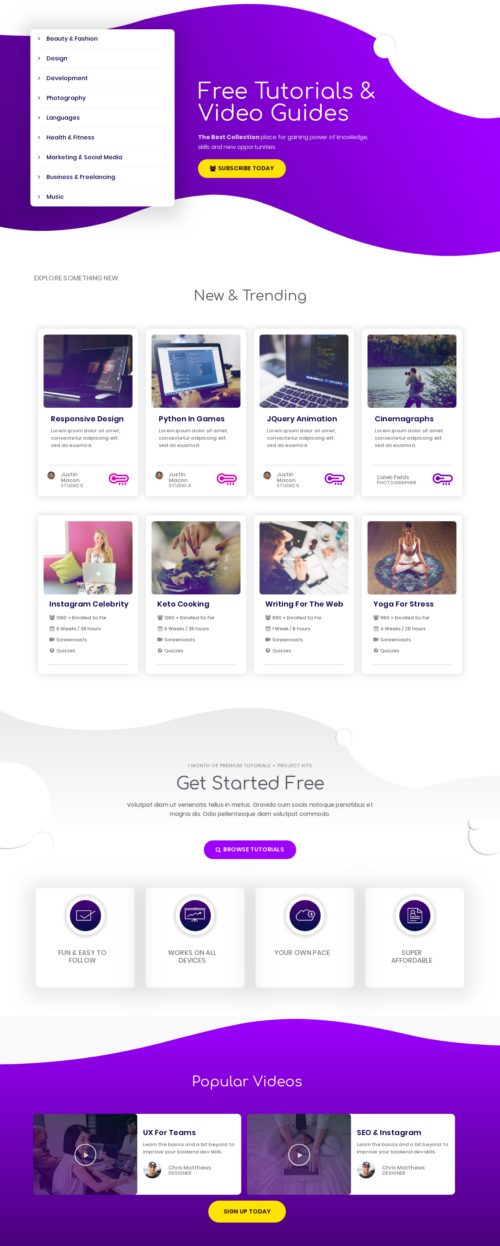 Beauty & Fashion
Design
Development
Photography
Languages
Health & Fitness
Marketing & Social Media
Business & Freelancing
Music
Free Tutorials &
Video Guides
The Best Collection place for gaining power of knowledge,
skills and new opportunities.
SUBSCRIBE TODAY
EXPLORE SOMETHING NEW
New & Trending
Responsive Design
Lorem ipsum dolor sit amet,
consectetur adipiscing elit,
sed do eiusmod.
Justin
Macon
STUDIO X
Python In Games
Lorem ipsum dolor sit amet,
consectetur adipiscing elit,
sed do eiusmod.
Justin
Macon
STUDIO X
JQuery Animation
Lorem ipsum dolor sit amet,
consectetur adipiscing elit,
sed do eiusmod.
Justin
Macon
STUDIO X
Cinemagraphs
Lorem ipsum dolor sit amet,
consectetur adipiscing elit,
sed do eiusmod.
Caleb Fields
PHOTOGRAPHER
Instagram Celebrity
1360 + Enrolled So Far
6 Weeks / 36 hours
Screencasts
Quizzes
Keto Cooking
1360 + Enrolled So Far
6 Weeks / 36 hours
Screencasts
Quizzes
Writing For The Web
Enrolled So Far
1 Week / 6 hours
Screencasts
Quizzes
Yoga For Stress
960 + Enrolled So Far
4 Weeks / 28 hours
Screencasts
Quizzes
1 MONTH OF PREMIUM TUTORIALS + PROJECT KITS
Get Started Free
Volutpat diam ut venenatis tellus in metus. Gravida cum sociis natoque penatibus et
magnis dis. Odio pellentesque diam volutpat commodo.
BROWSE TUTORIALS
FUN & EASY TO
FOLLOW
WORKS ON ALL
DEVICES
YOUR OWN PACE
SUPER
AFFORDABLE
Popular Videos
UX For Teams
Learn the basics and a bit beyond to
improve your backend dev skills.
Chris Matthews
DESIGNER
SEO & Instagram
Learn the basics and a bit beyond to
improve your backend dev skills.
Chris Matthews
DESIGNER
SIGN UP TODAY